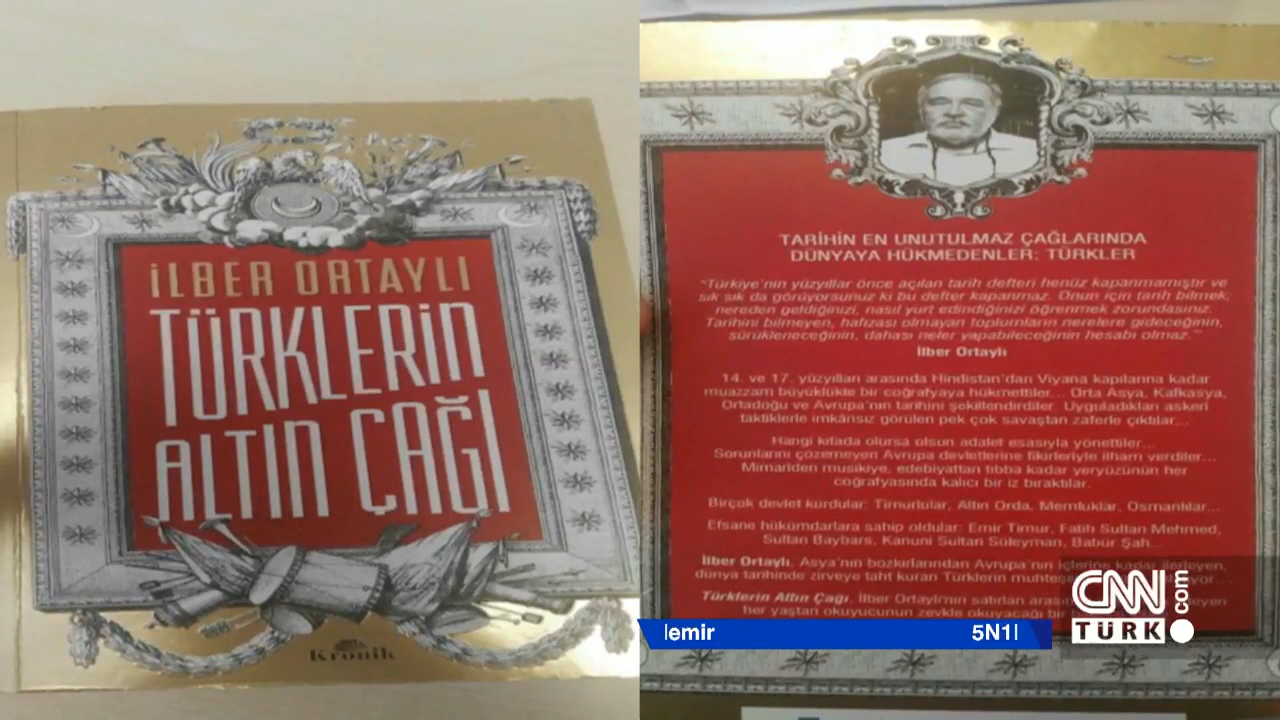 İLBER ORTAYLI
TÜRKLERİN
ALTIN ÇAĞI
Kronik
TARİHİN EN UNUTULMAZ ÇAĞLARINDA
DÜNYAYA HÜKMEDENLER: TÜRKLER
"Türkiye'nin yüzyıllar önce açılan tarih defteri henüz kapanmamıştır ve
sık sık da görüyorsunuz ki bu defter kapanmaz. Onun için tarih bilmek,
nereden geldiğinizi, nasıl yurt edindiğinizi öğrenmek zorundasınız.
Tarihini bilmeyen, hafızası olmayan toplumların nerelere gideceğinin,
sürükleneceğinin, dahası neler yapabileceğinin hesabı olmaz."
İlber Ortaylı
14. ve 17. yüzyılları arasında Hindistan'dan Viyana kapılarına kadar
muazzam büyüklükte bir coğrafyaya hükmettiler... Orta Asya, Kafkasya,
Ortadoğu ve Avrupa'nın tarihini şekillendirdiler. Uyguladıkları askerî
taktiklerle imkânsız görülen pek çok savaştan zaferle çıktılar...
Hangi kıtada olursa olsun adalet esasıyla yönettiler...
Sorunlarını çözemeyen Avrupa devletlerine fikirleriyle ilham verdiler...
Mimariden musikiye, edebiyattan tıbba kadar yeryüzünün her
coğrafyasında kalıcı bir iz bıraktılar.
Birçok devlet kurdular: Timurlular, Altın Orda, Memluklar, Osmanlılar...
Efsane hükümdarlara sahip oldular: Emir Timur, Fatih Sultan Mehmed,
Sultan Baybars, Kanuni Sultan Süleyman, Babür Şah...
İlber Ortaylı, Asya'nın bozkırlarından Avrupa'nın içlerine kadar ilerleyen,
dünya tarihinde zirveye taht kuran Türklerin
Türklerin Altın Çağı, İlber Ortaylı'nın satırları
her yaştan okuyucunun zevkle okuyacağı bir
lemir 5N1
CNN
TÜRK
.com